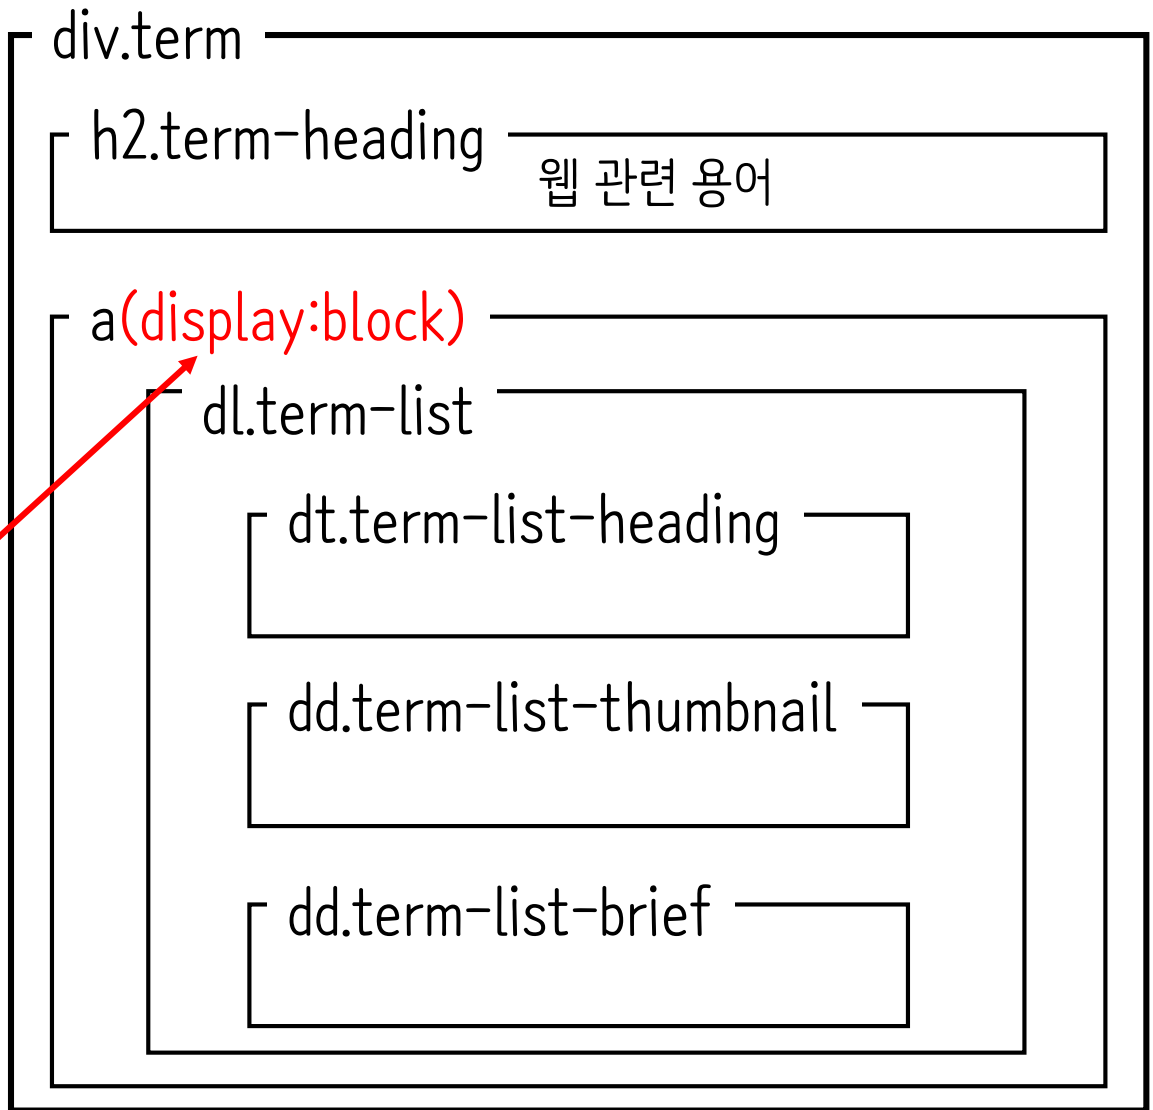 div.term
h2.term-heading
웹 관련 용어
a(display:block)
dl.term-list
dt.term-list-heading
dd.term-list-thumbnail
dd.term-list-brief